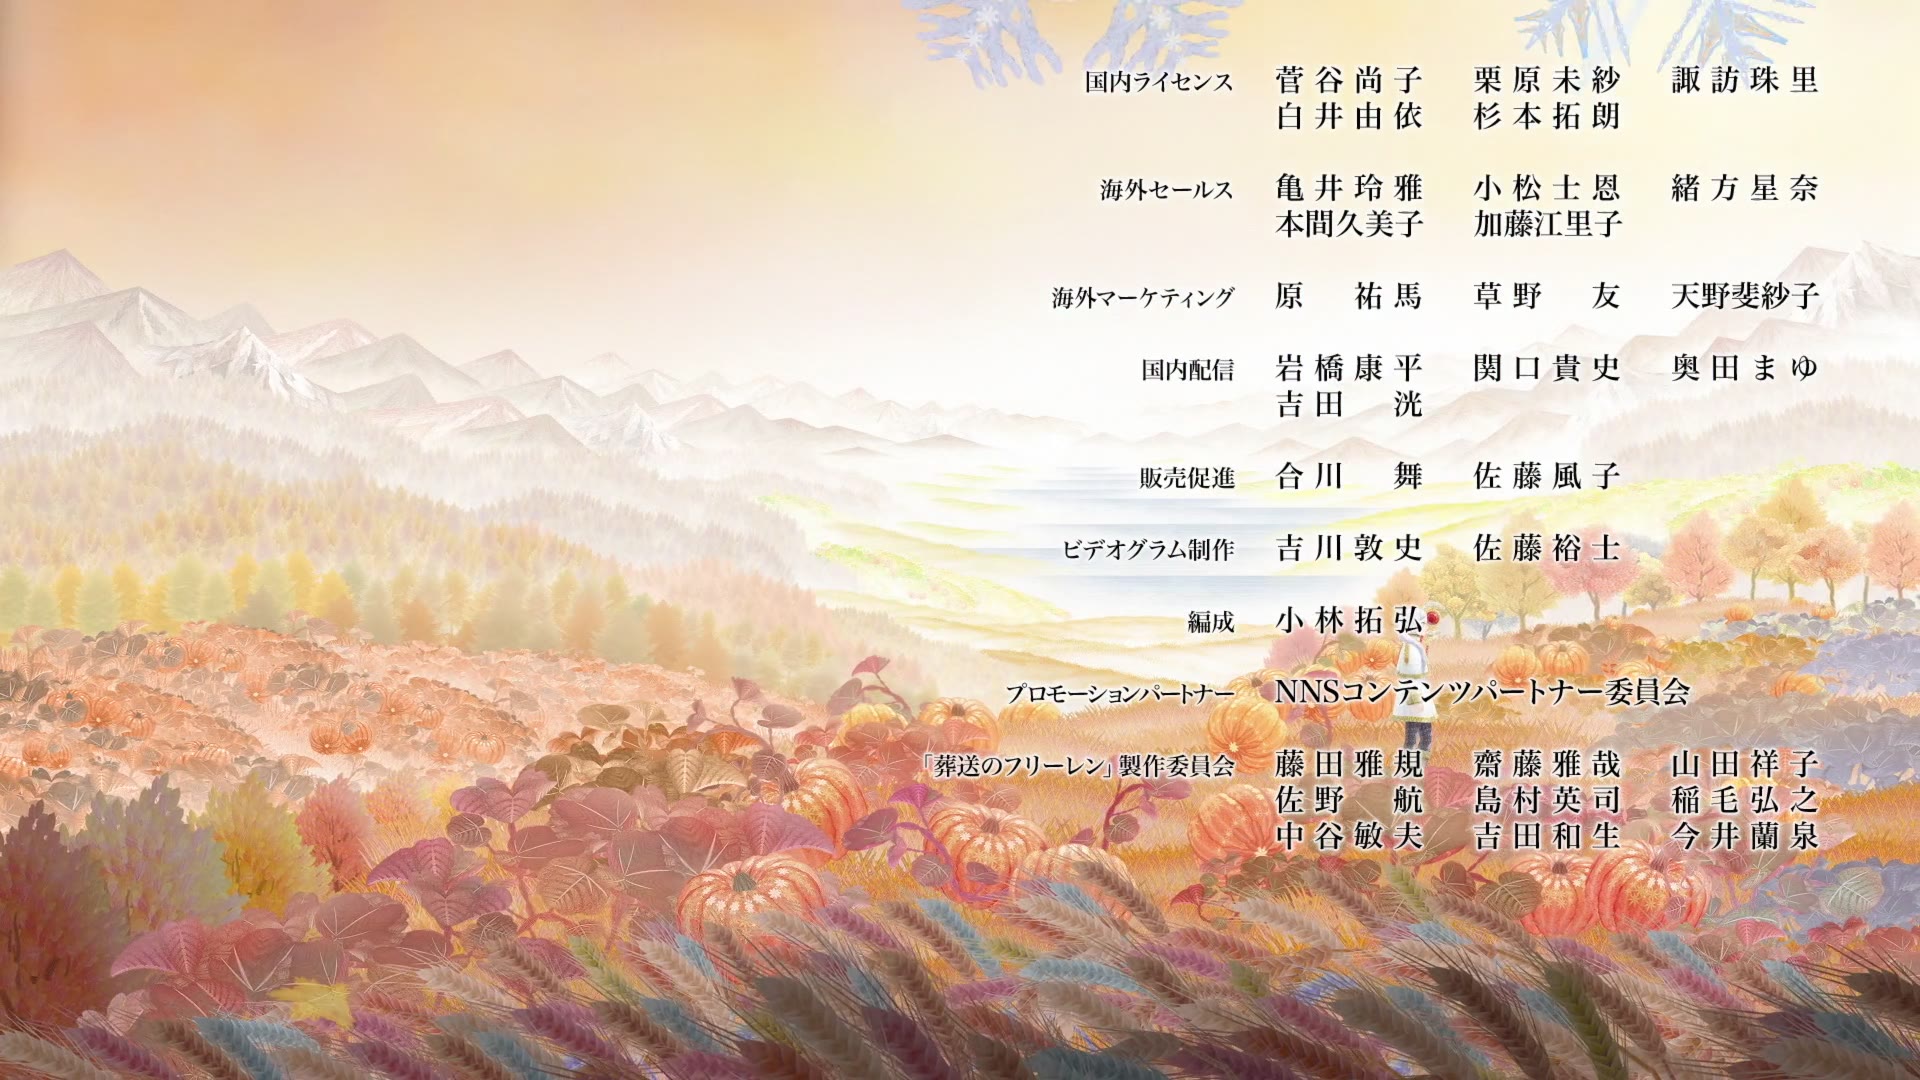 国内ライセンス 菅谷尚子 栗原未紗 諏訪珠里
白井由依 杉本拓朗
海外セールス 亀井玲雅 小松士恩 緒方星奈
本間久美子 加藤江里子
海外マーケティング 原祐馬 草野友 天野斐紗子
国内配信 岩橋康平 関口貴史 奥田まゆ
吉田洸
販売促進 合川舞 佐藤風子
ビデオグラム制作 吉川敦史 佐藤裕士
編成 小林拓弘
プロモーションパートナー NNSコンテンツパートナー委員会
「葬送のフリーレン」製作委員会 藤田雅規 齋藤雅哉 山田祥子
佐野航 島村英司 稲毛弘之
中谷敏夫 吉田和生 今井蘭泉